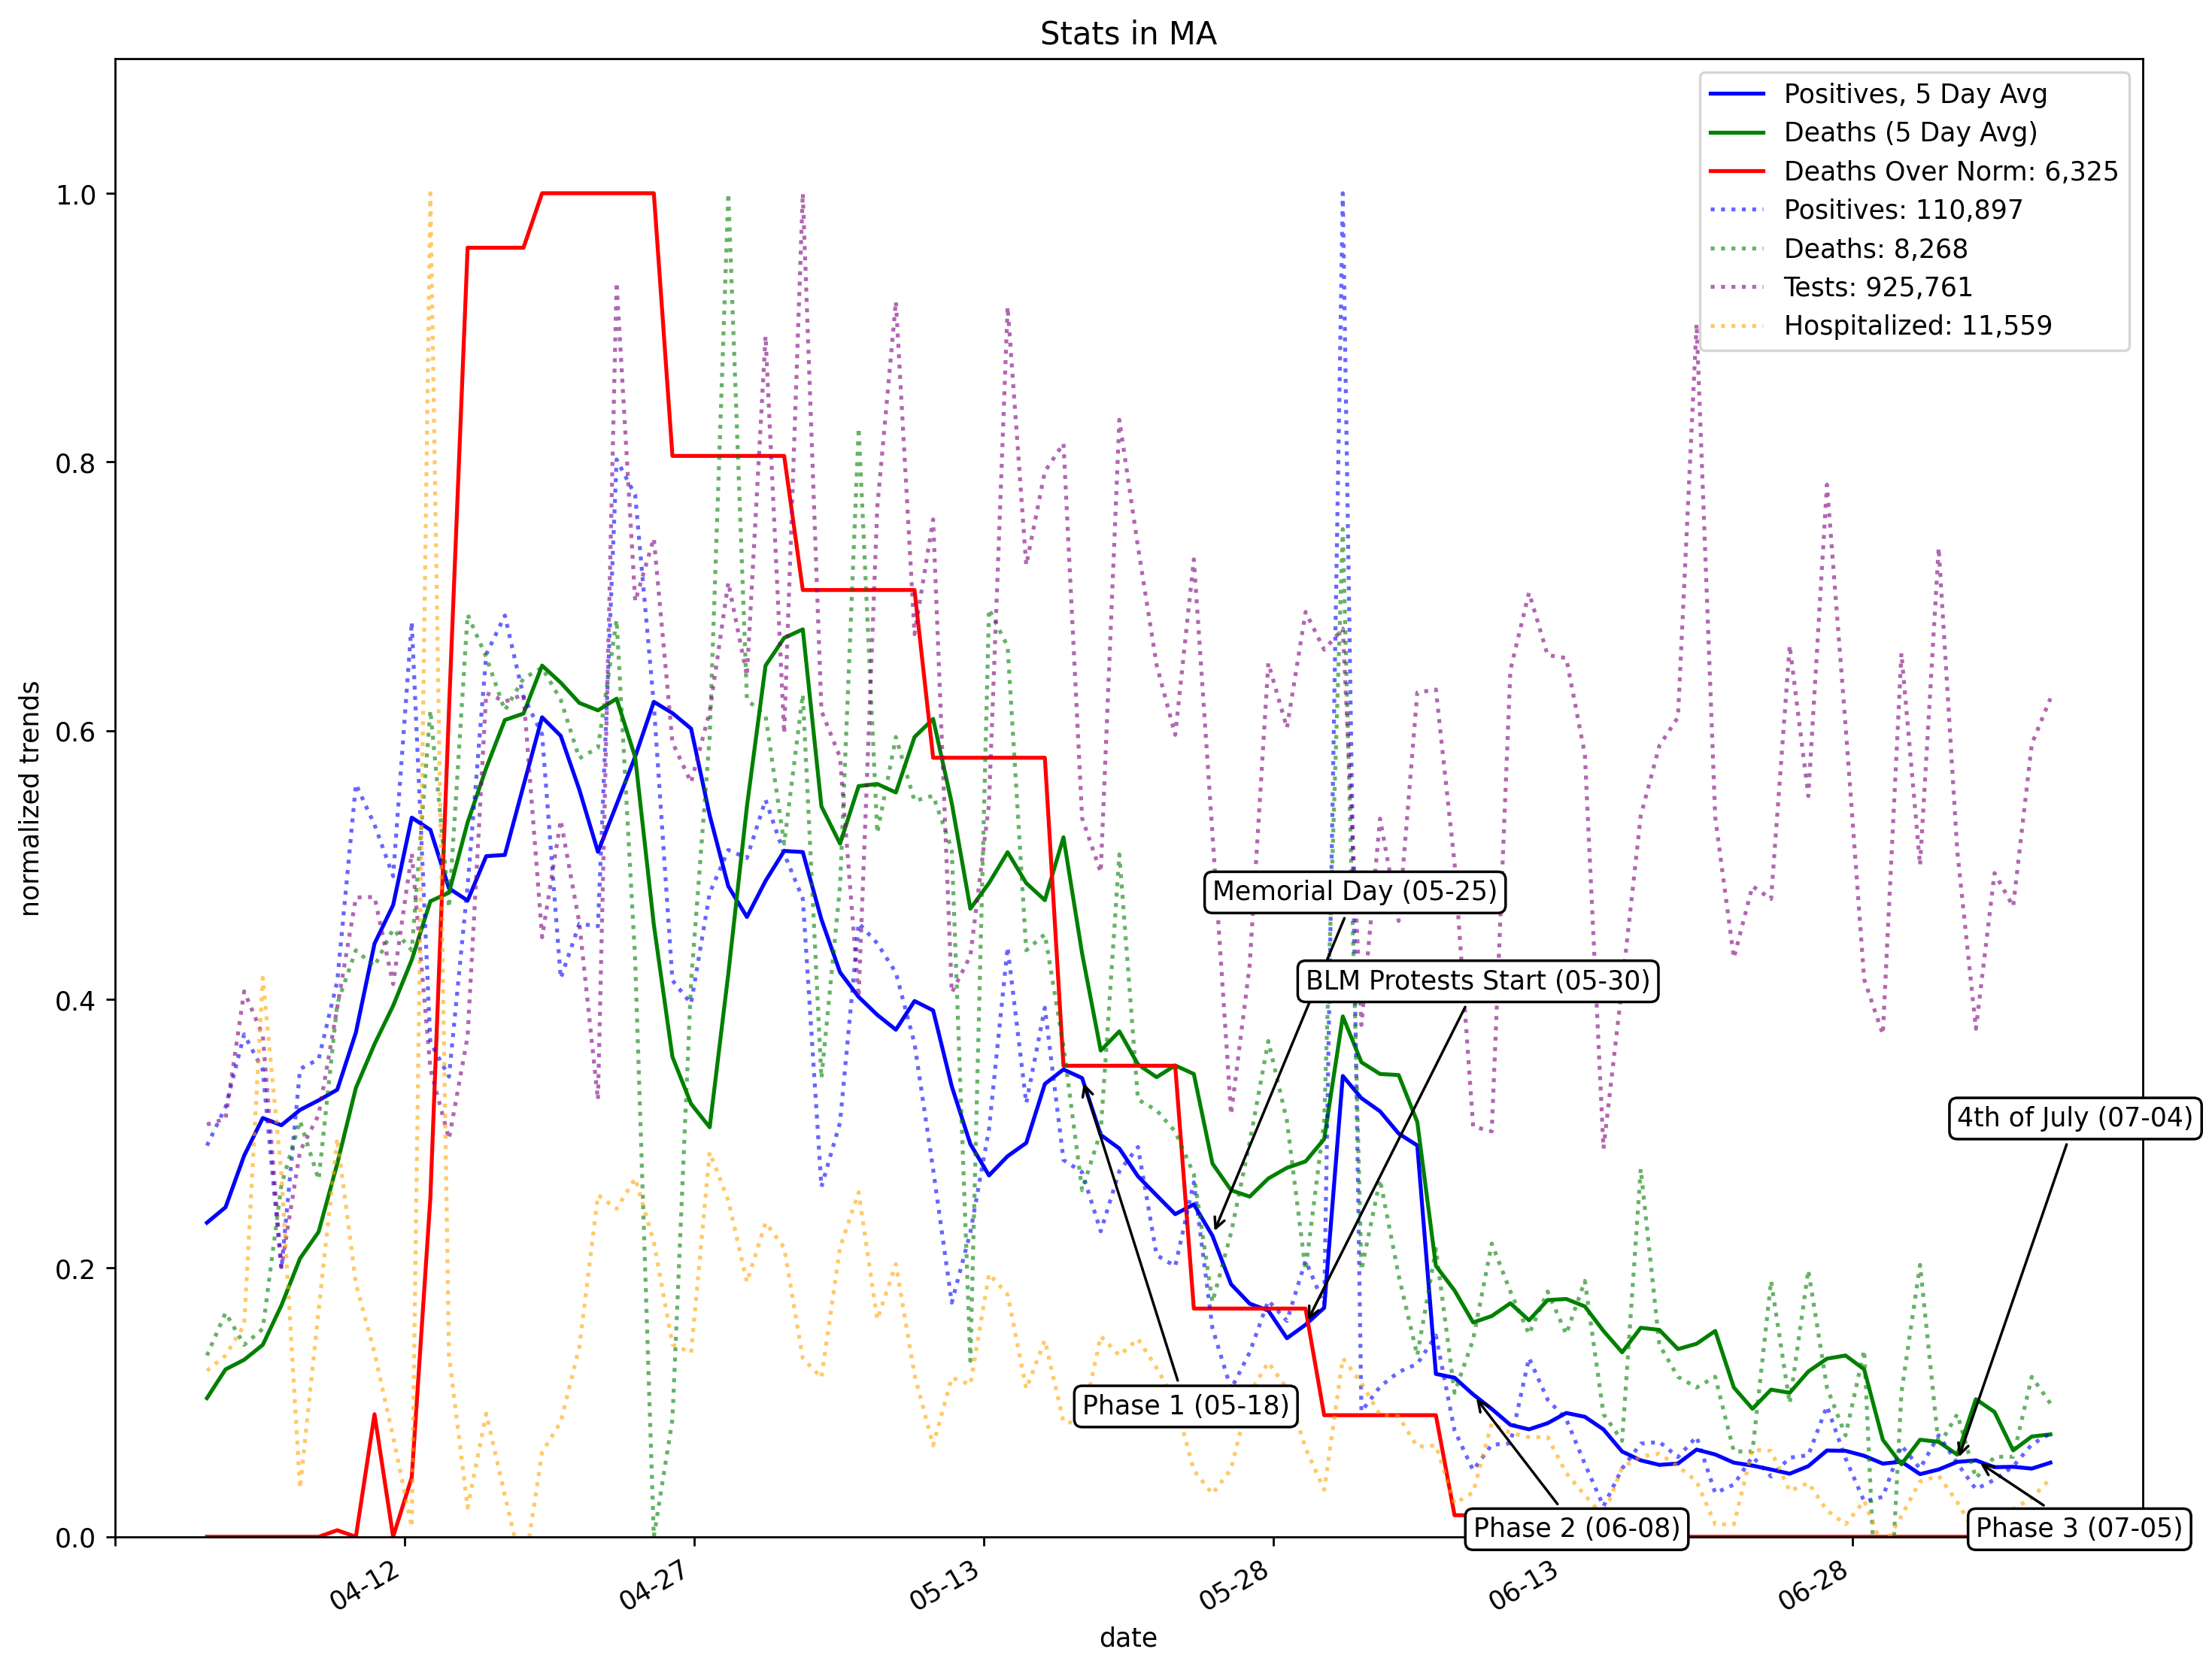 Stats in MA
Positives, 5 Day Avg
Deaths (5 Day Avg)
Deaths Over Norm: 6,325
Positives: 110,897
Deaths: 8,268
Tests: 925,761
Hospitalized: 11,559
1.0
0.8
0.6
0.4
0.2
0.0
normalized trends
Memorial Day (05-25)
BLM Protests Start (05-30)
4th of July (07-04)
Phase 1 (05-18)
Phase 2 (06-08)
Phase 3 (07-05)
04-12
04-27
05-13
05-28
06-13
06-28
date